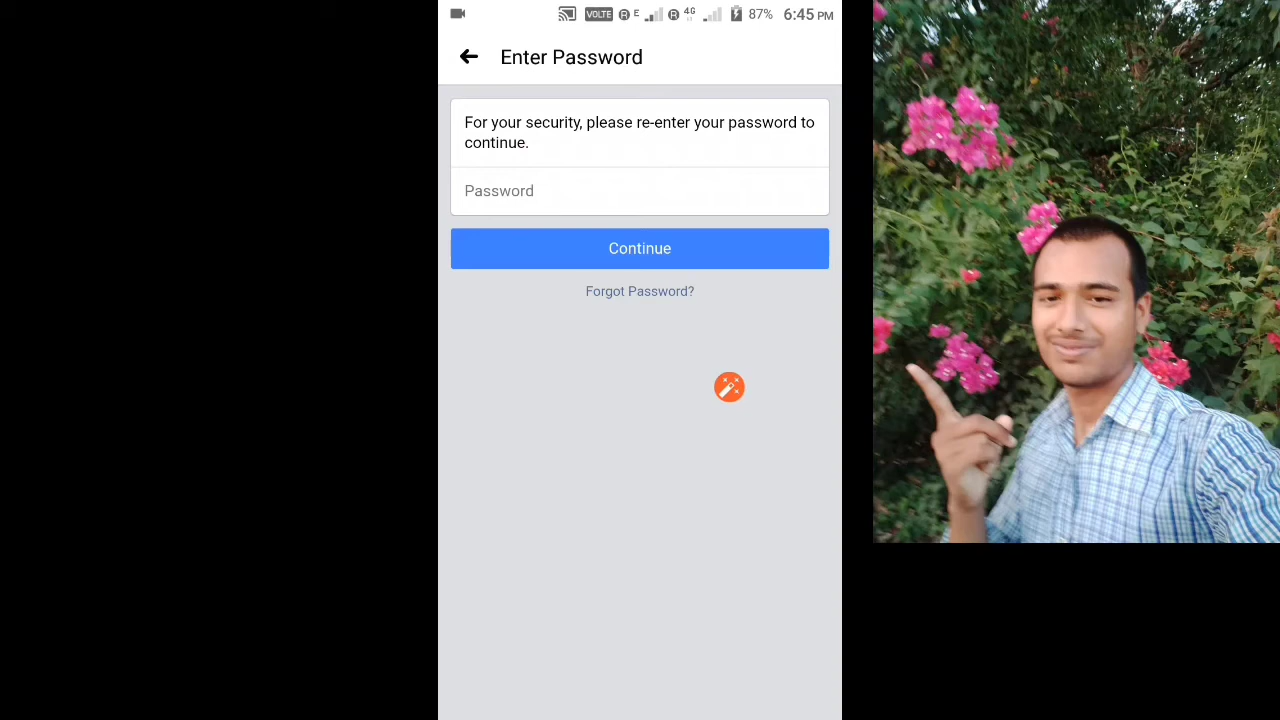 VOLTE R E R 4G 87% 6:45 PM
Enter Password
For your security, please re-enter your password to
continue.
Password
Continue
Forgot Password?